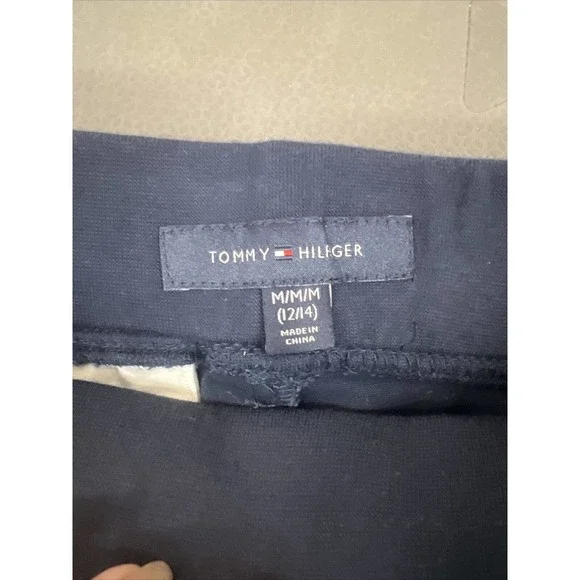 TOMMY HILFIGER
M/M/M
(12/14)
MADE IN
CHINA